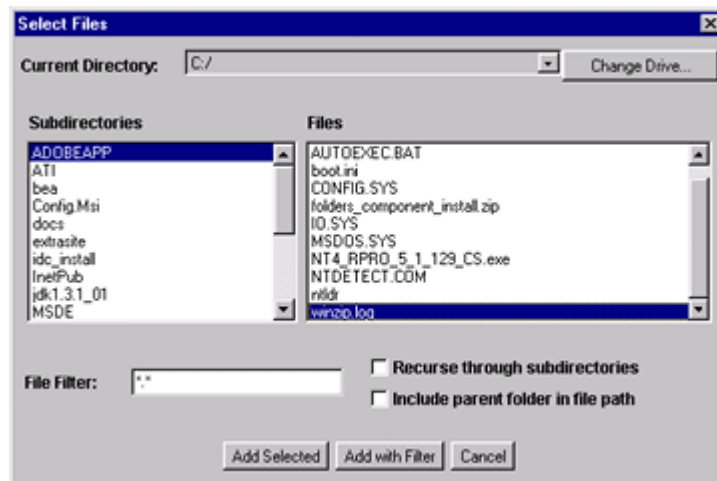 Select Files
Current Directory:
C:/
Change Drive...
Subdirectories
ADOBEAPP
ATI
bea
Config.Msi
docs
extrasite
idc_install
InetPub
jdk1.3.1_01
MSDE
Files
AUTOEXEC.BAT
boot.ini
CONFIG.SYS
folders_component_install.zip
IO.SYS
MSDOS.SYS
NT4_RPRO_5_1_129_CS.exe
NTDETECT.COM
ntldr
winzip.log
File Filter:
*.*
Recurse through subdirectories
Include parent folder in file path
Add Selected
Add with Filter
Cancel